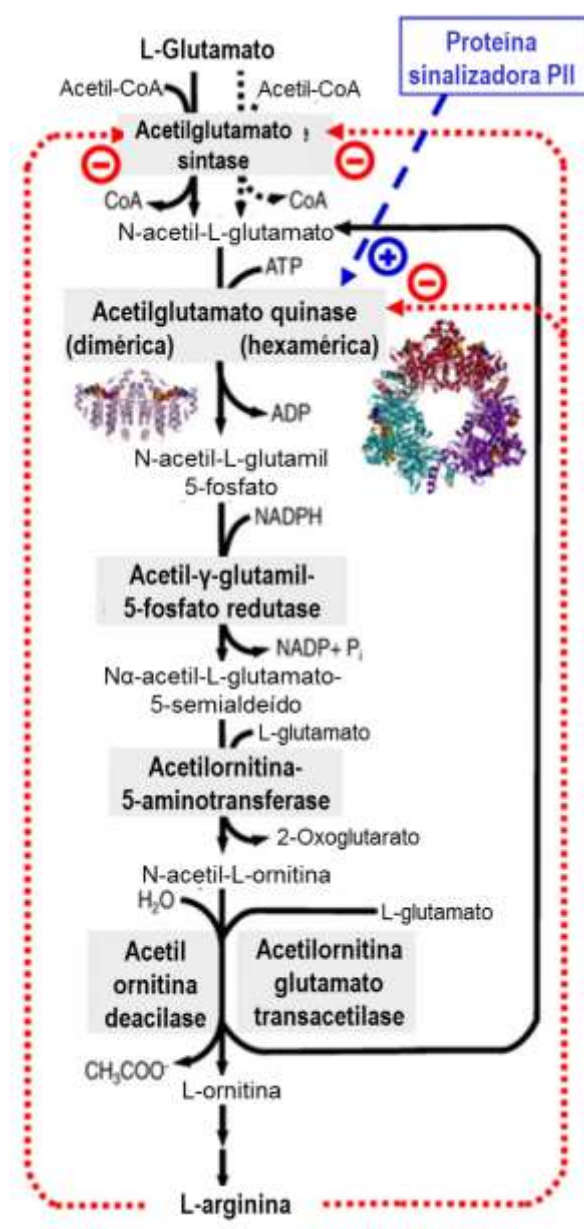 L-Glutamato
Proteína
sinalizadora PII
Acetil-CoA
Acetil-CoA
Acetilglutamato
sintase
CoA
CoA
N-acetil-L-glutamato
ATP
Acetilglutamato quinase
(dimérica) (hexamérica)
ADP
N-acetil-L-glutamil
5-fosfato
NADPH
Acetil-γ-glutamil-
5-fosfato redutase
NADP+ Pi
Nα-acetil-L-glutamato-
5-semialdeído
L-glutamato
Acetilornitina-
5-aminotransferase
2-Oxoglutarato
N-acetil-L-ornitina
H₂O
L-glutamato
Acetil
ornitina
deacilase
Acetilornitina
glutamato
transacetilase
CH₃COO⁻
L-ornitina
L-arginina